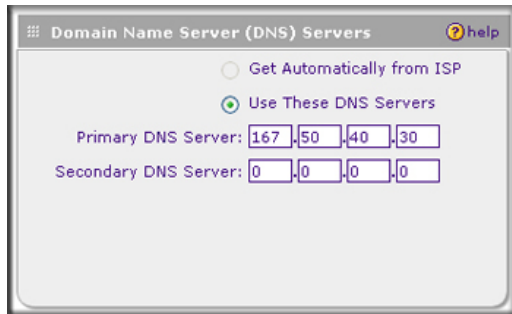 Domain Name Server (DNS) Servers ? help
Get Automatically from ISP
Use These DNS Servers
Primary DNS Server: 167 .50 .40 .30
Secondary DNS Server: 0 .0 .0 .0